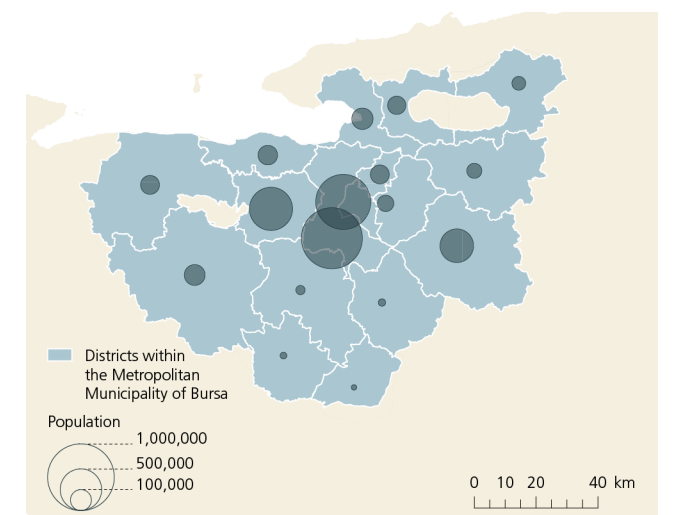 Districts within
the Metropolitan
Municipality of Bursa
Population
1,000,000
500,000
100,000
0 10 20 40 km